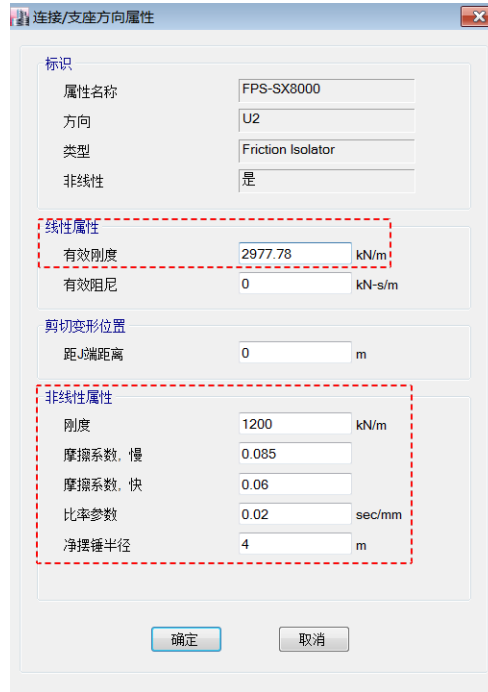 连接/支座方向属性
标识
属性名称 FPS-SX8000
方向 U2
类型 Friction Isolator
非线性 是
线性属性
有效刚度 2977.78 kN/m
有效阻尼 0 kN-s/m
剪切变形位置
距J端距离 0 m
非线性属性
刚度 1200 kN/m
摩擦系数, 慢 0.085
摩擦系数, 快 0.06
比率参数 0.02 sec/mm
净摆锤半径 4 m
确定 取消